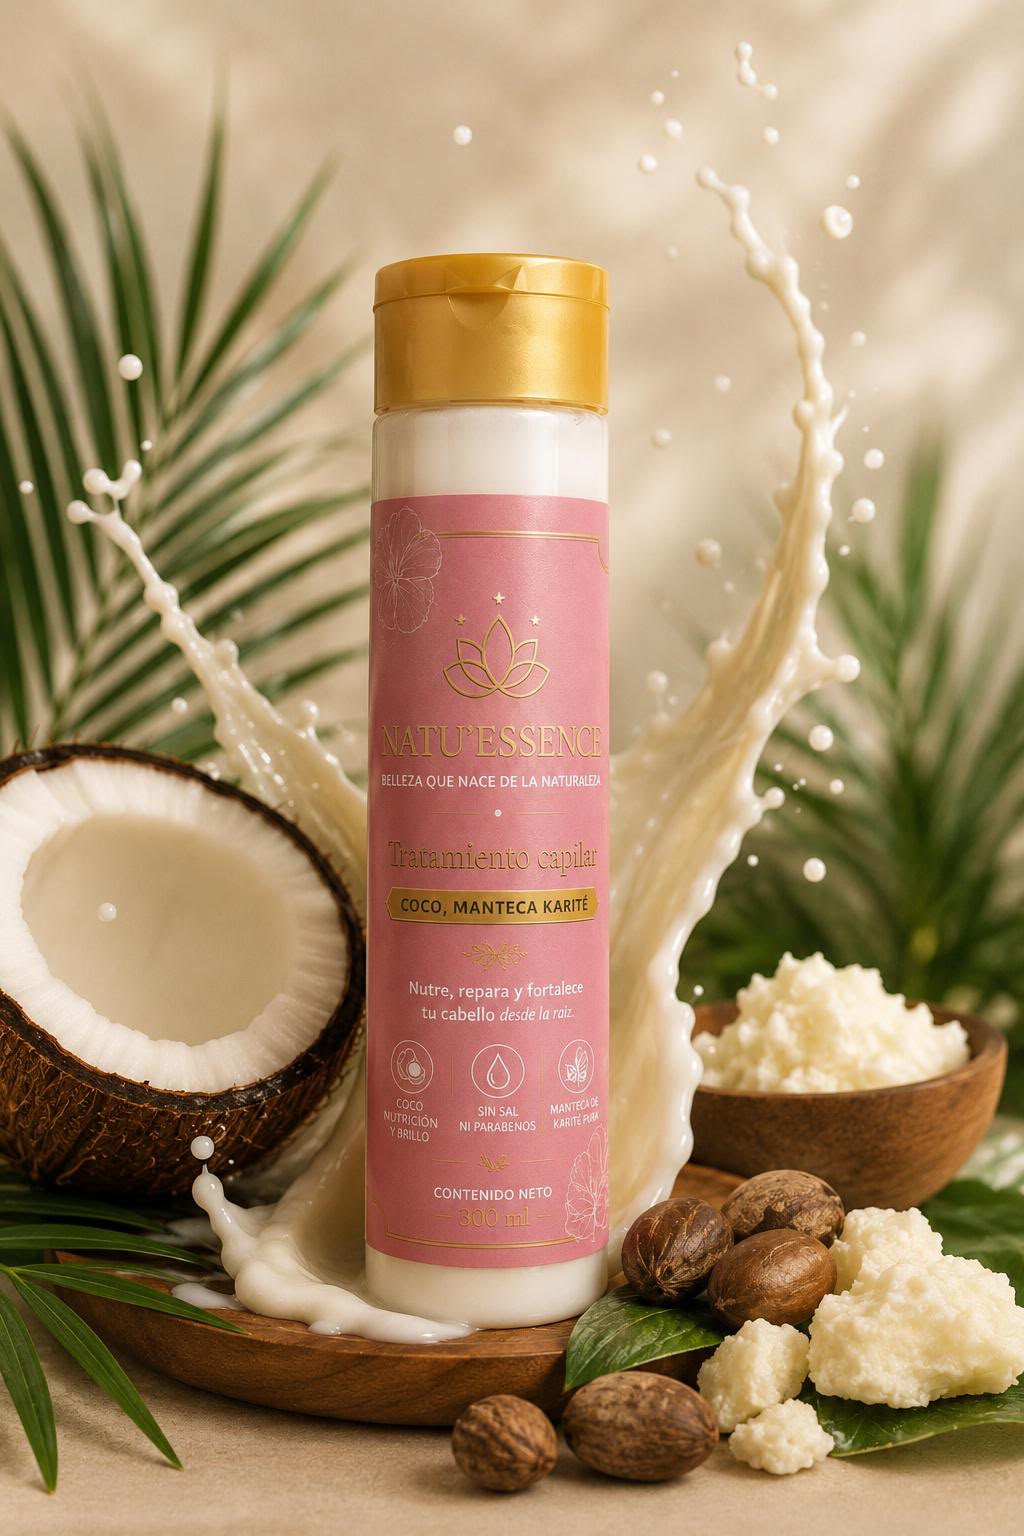 NATU'ESSENCE
BELLEZA QUE NACE DE LA NATURALEZA
Tratamiento capilar
COCO, MANTECA KARITÉ
Nutre, repara y fortalece
tu cabello desde la raíz.
COCO
NUTRICIÓN
Y BRILLO
SIN SAL
NI PARABENOS
MANTECA DE
KARITÉ PURA
CONTENIDO NETO
300 ml